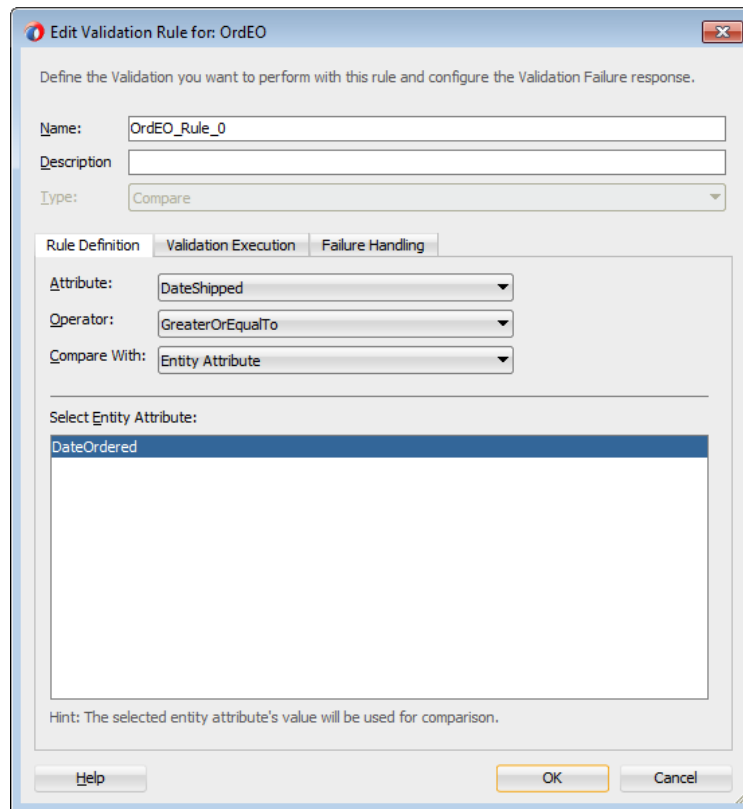 Edit Validation Rule for: OrdEO
Define the Validation you want to perform with this rule and configure the Validation Failure response.
Name: OrdEO_Rule_0
Description
Type: Compare
Rule Definition Validation Execution Failure Handling
Attribute: DateShipped
Operator: GreaterOrEqualTo
Compare With: Entity Attribute
Select Entity Attribute:
DateOrdered
Hint: The selected entity attribute's value will be used for comparison.
Help OK Cancel